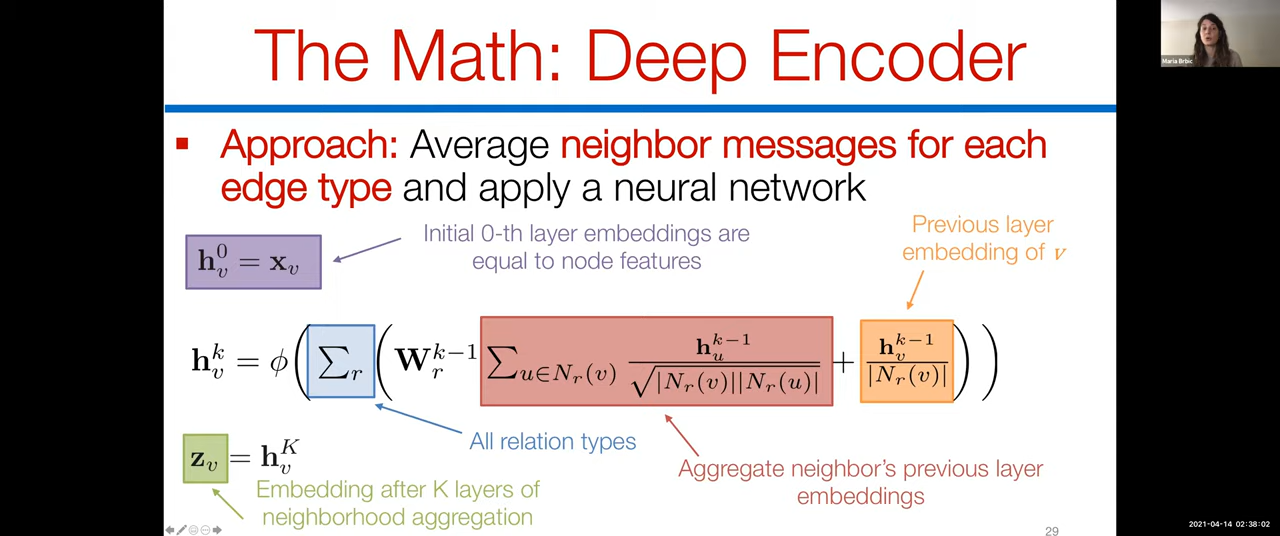 The Math: Deep Encoder
Maria Brbic
▪ Approach: Average neighbor messages for each
edge type and apply a neural network
Initial 0-th layer embeddings are
equal to node features
Previous layer
embedding of v
h_v^0 = x_v
h_v^k = ϕ(∑_r (W_r^{k−1} ∑_{u∈N_r(v)} h_u^{k−1} / √(|N_r(v)||N_r(u)|) + h_v^{k−1} / |N_r(v)|))
All relation types
z_v = h_v^K
Aggregate neighbor's previous layer
embeddings
Embedding after K layers of
neighborhood aggregation
29
2021-04-14 02:38:02